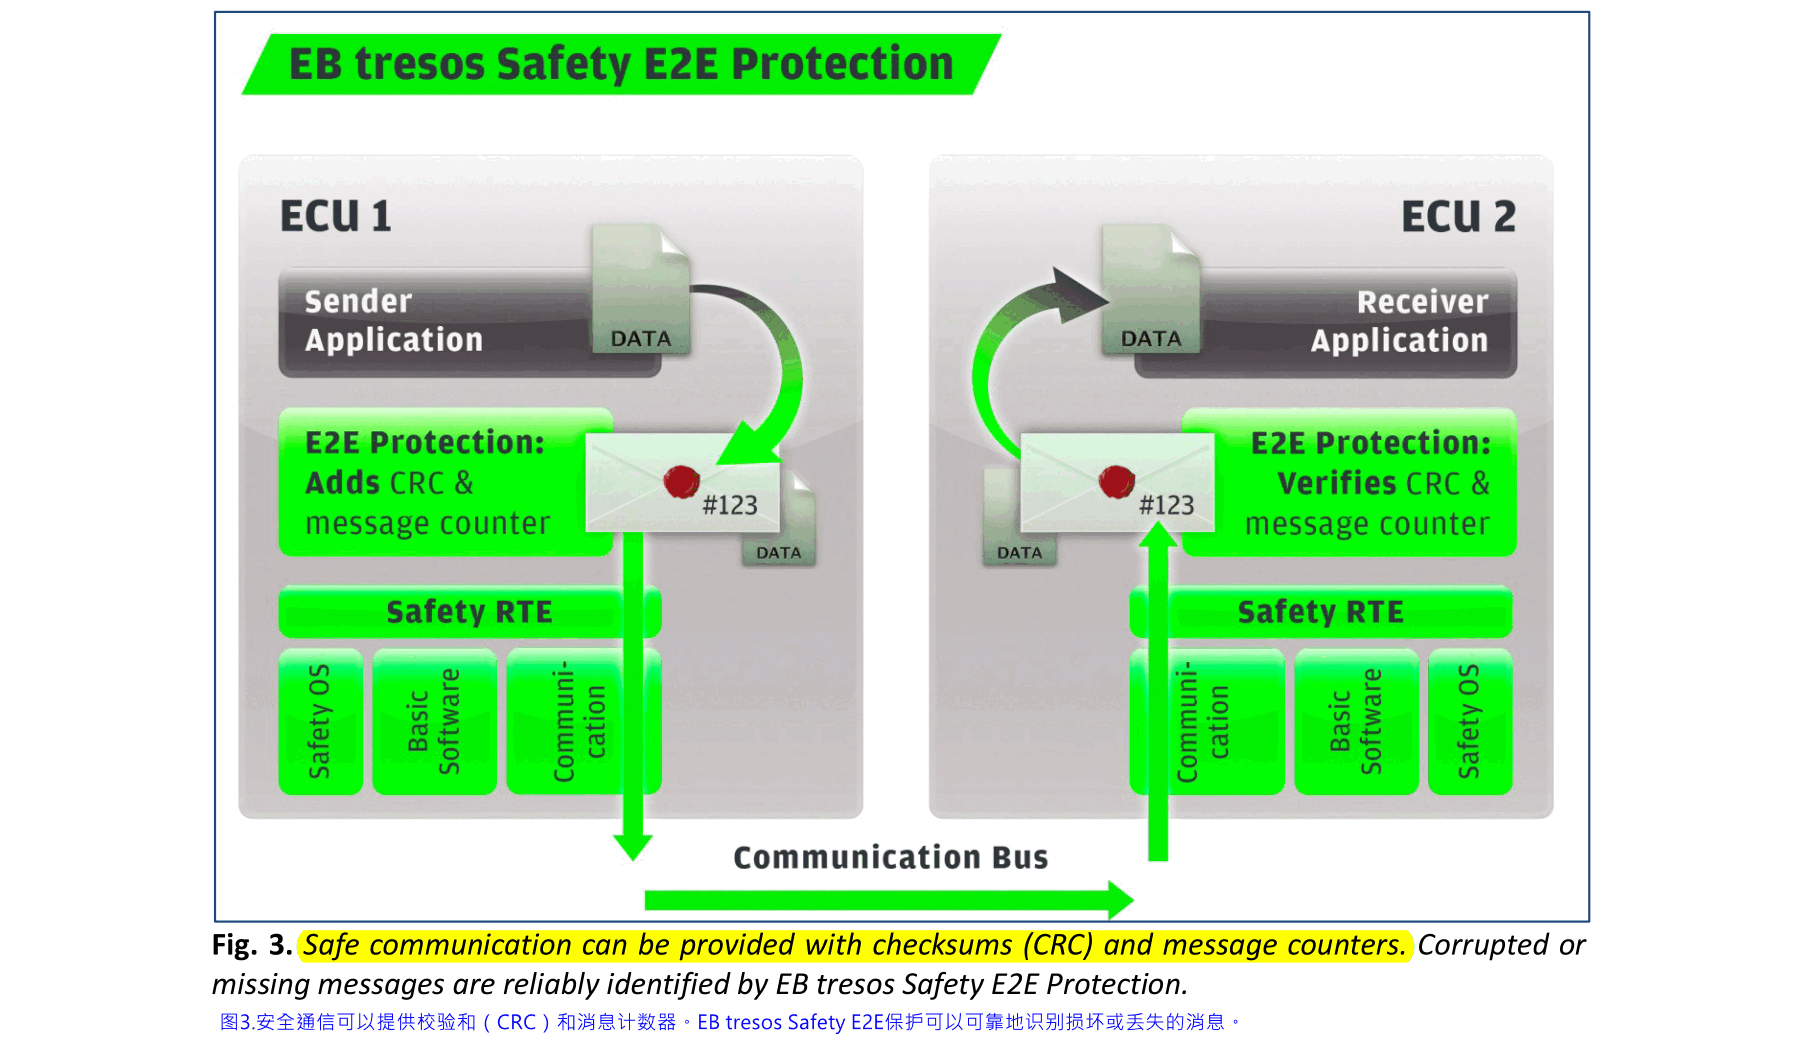 EB tresos Safety E2E Protection
ECU 1
Sender
Application
DATA
E2E Protection:
Adds CRC &
message counter
#123
DATA
Safety RTE
Safety OS
Basic
Software
Communi-
cation
ECU 2
DATA
Receiver
Application
E2E Protection:
Verifies CRC &
message counter
#123
DATA
Safety RTE
Communi-
cation
Basic
Software
Safety OS
Communication Bus
Fig. 3. Safe communication can be provided with checksums (CRC) and message counters. Corrupted or
missing messages are reliably identified by EB tresos Safety E2E Protection.
图3.安全通信可以提供校验和（CRC）和消息计数器。EB tresos Safety E2E保护可以可靠地识别损坏或丢失的消息。